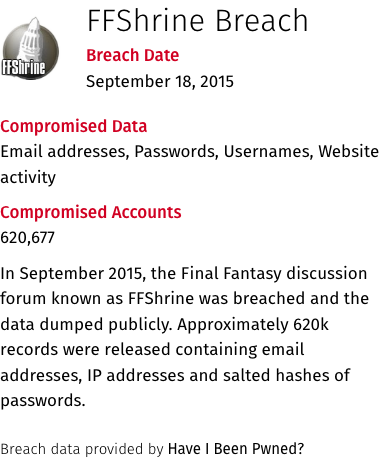 FFShrine Breach
FFShrine
Breach Date
September 18, 2015
Compromised Data
Email addresses, Passwords, Usernames, Website
activity
Compromised Accounts
620,677
In September 2015, the Final Fantasy discussion
forum known as FFShrine was breached and the
data dumped publicly. Approximately 620k
records were released containing email
addresses, IP addresses and salted hashes of
passwords.
Breach data provided by Have I Been Pwned?